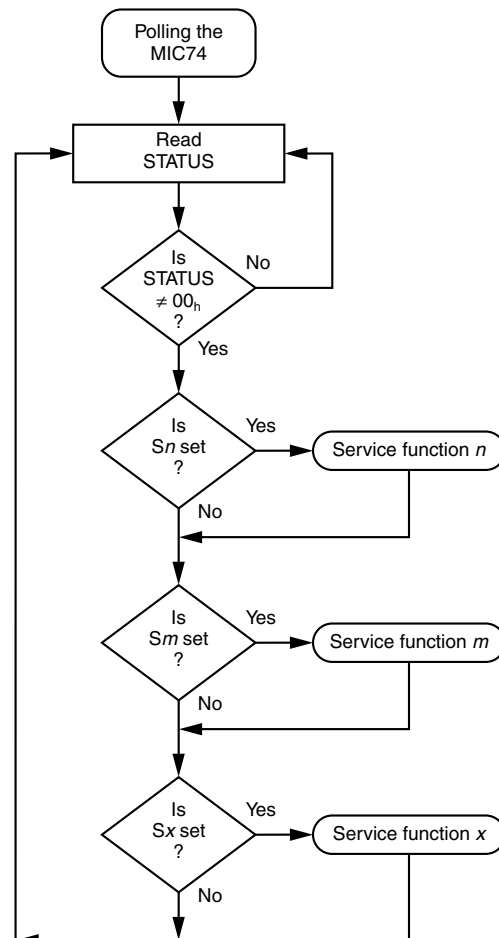 Polling the
MIC74
Read
STATUS
Is
STATUS
≠ 00h
?
No
Yes
Is
Sn set
?
Yes
Service function n
No
Is
Sm set
?
Yes
Service function m
No
Is
Sx set
?
Yes
Service function x
No